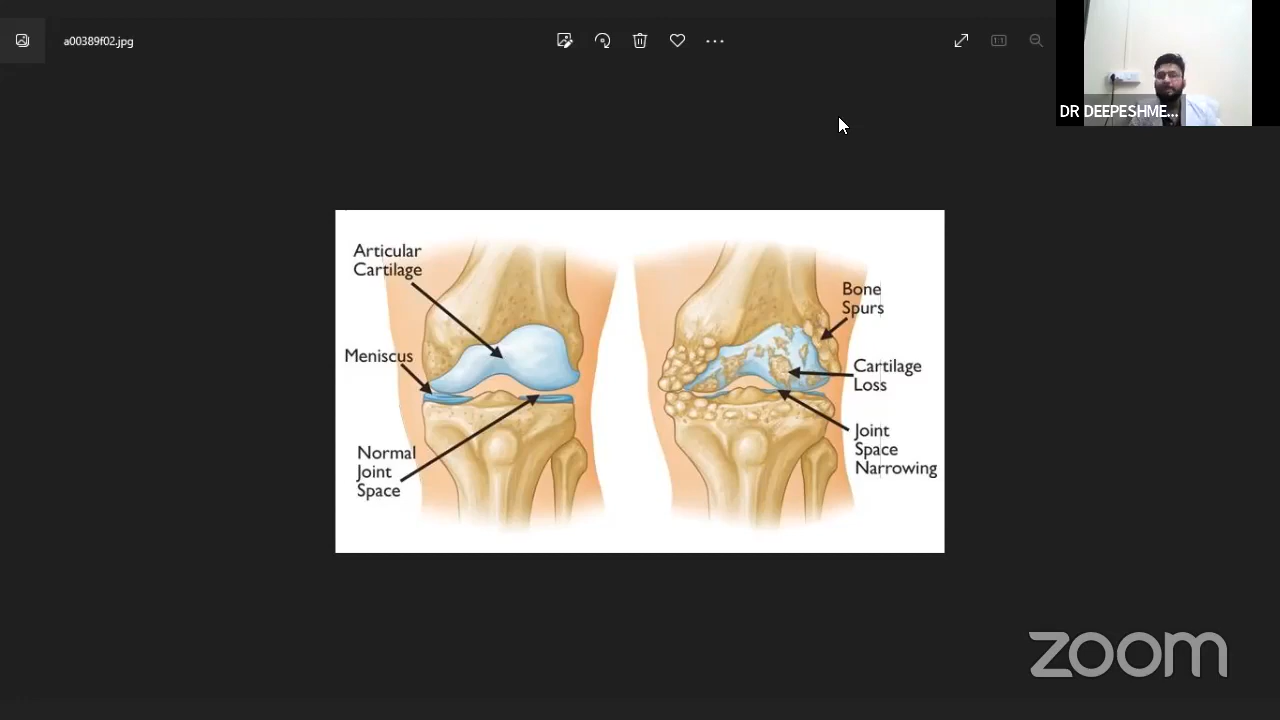 a00389f02.jpg
DR DEEPESHME...
Articular
Cartilage
Meniscus
Normal
Joint
Space
Bone
Spurs
Cartilage
Loss
Joint
Space
Narrowing
zoom